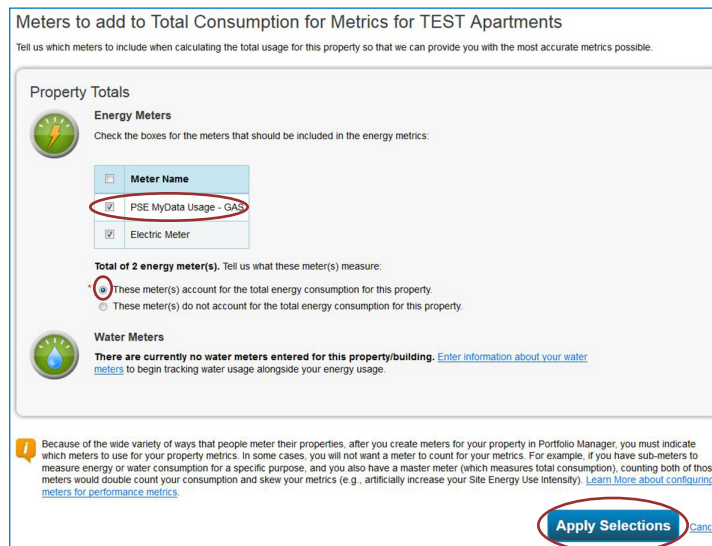 Meters to add to Total Consumption for Metrics for TEST Apartments
Tell us which meters to include when calculating the total usage for this property so that we can provide you with the most accurate metrics possible.
Property Totals
Energy Meters
Check the boxes for the meters that should be included in the energy metrics:
Meter Name
PSE MyData Usage - GAS
Electric Meter
Total of 2 energy meter(s). Tell us what these meter(s) measure:
* These meter(s) account for the total energy consumption for this property.
These meter(s) do not account for the total energy consumption for this property.
Water Meters
There are currently no water meters entered for this property/building. Enter information about your water
meters to begin tracking water usage alongside your energy usage.
Because of the wide variety of ways that people meter their properties, after you create meters for your property in Portfolio Manager, you must indicate
which meters to use for your property metrics. In some cases, you will not want a meter to count for your metrics. For example, if you have sub-meters to
measure energy or water consumption for a specific purpose, and you also have a master meter (which measures total consumption), counting both of thos
meters would double count your consumption and skew your metrics (e.g., artificially increase your Site Energy Use Intensity). Learn More about configuring
meters for performance metrics.
Apply Selections
Canc